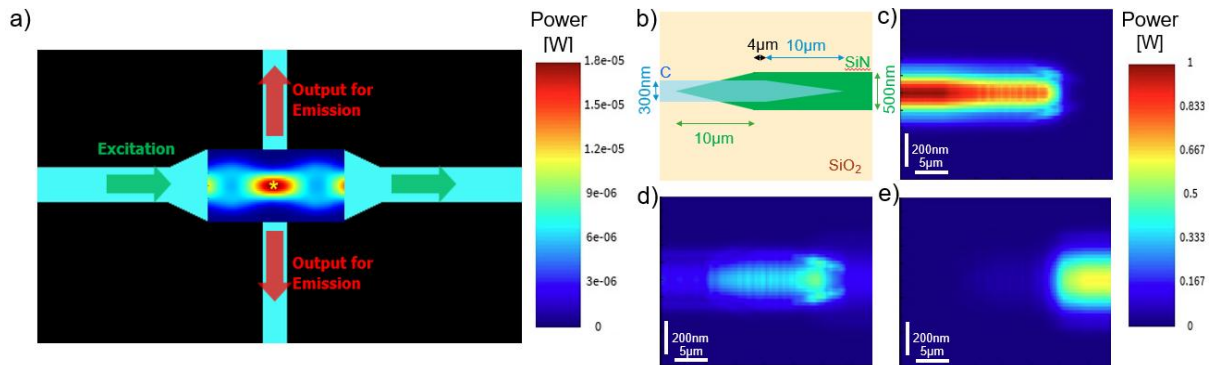 a)
Power
[W]
1.8e-05
1.5e-05
1.2e-05
9e-06
6e-06
3e-06
0
Output for
Emission
Excitation
*
Output for
Emission
b)
4µm
10µm
SiN
C
300nm
500nm
10µm
SiO2
c)
200nm
5µm
Power
[W]
1
0.833
0.667
0.5
0.333
0.167
0
d)
200nm
5µm
e)
200nm
5µm